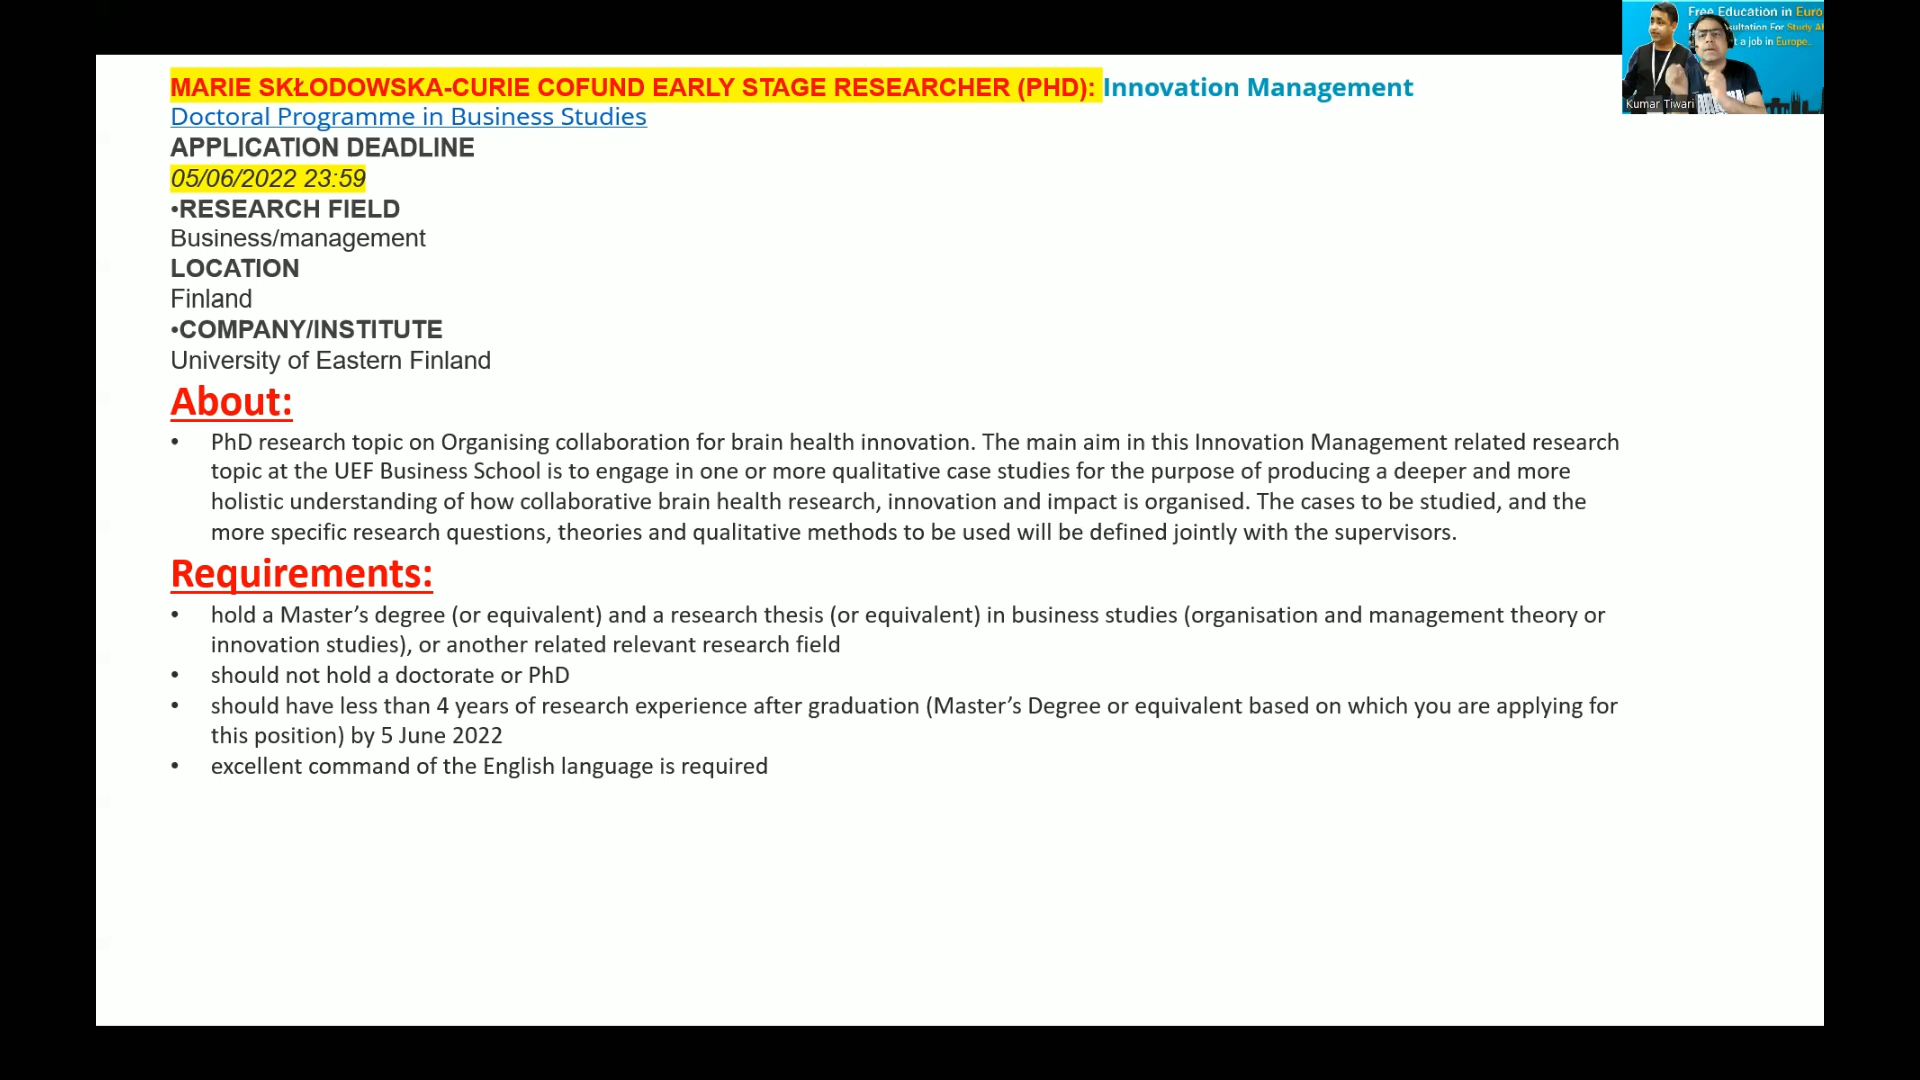 MARIE SKŁODOWSKA-CURIE COFUND EARLY STAGE RESEARCHER (PHD): Innovation Management
Doctoral Programme in Business Studies
APPLICATION DEADLINE
05/06/2022 23:59
•RESEARCH FIELD
Business/management
LOCATION
Finland
•COMPANY/INSTITUTE
University of Eastern Finland
About:
• PhD research topic on Organising collaboration for brain health innovation. The main aim in this Innovation Management related research
topic at the UEF Business School is to engage in one or more qualitative case studies for the purpose of producing a deeper and more
holistic understanding of how collaborative brain health research, innovation and impact is organised. The cases to be studied, and the
more specific research questions, theories and qualitative methods to be used will be defined jointly with the supervisors.
Requirements:
• hold a Master’s degree (or equivalent) and a research thesis (or equivalent) in business studies (organisation and management theory or
innovation studies), or another related relevant research field
• should not hold a doctorate or PhD
• should have less than 4 years of research experience after graduation (Master’s Degree or equivalent based on which you are applying for
this position) by 5 June 2022
• excellent command of the English language is required
Free Education in Euro
For Study
t a job in Europe..
Kumar Tiwari